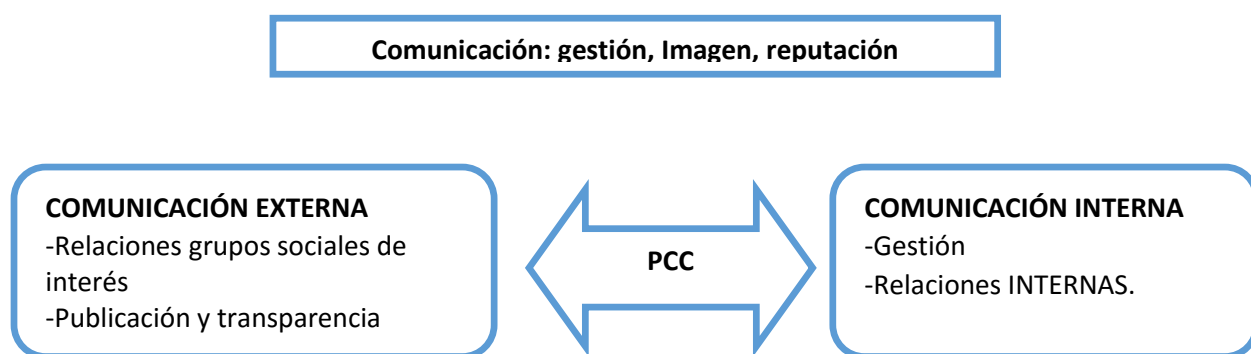 Comunicación: gestión, Imagen, reputación
COMUNICACIÓN EXTERNA
-Relaciones grupos sociales de
interés
-Publicación y transparencia
PCC
COMUNICACIÓN INTERNA
-Gestión
-Relaciones INTERNAS.